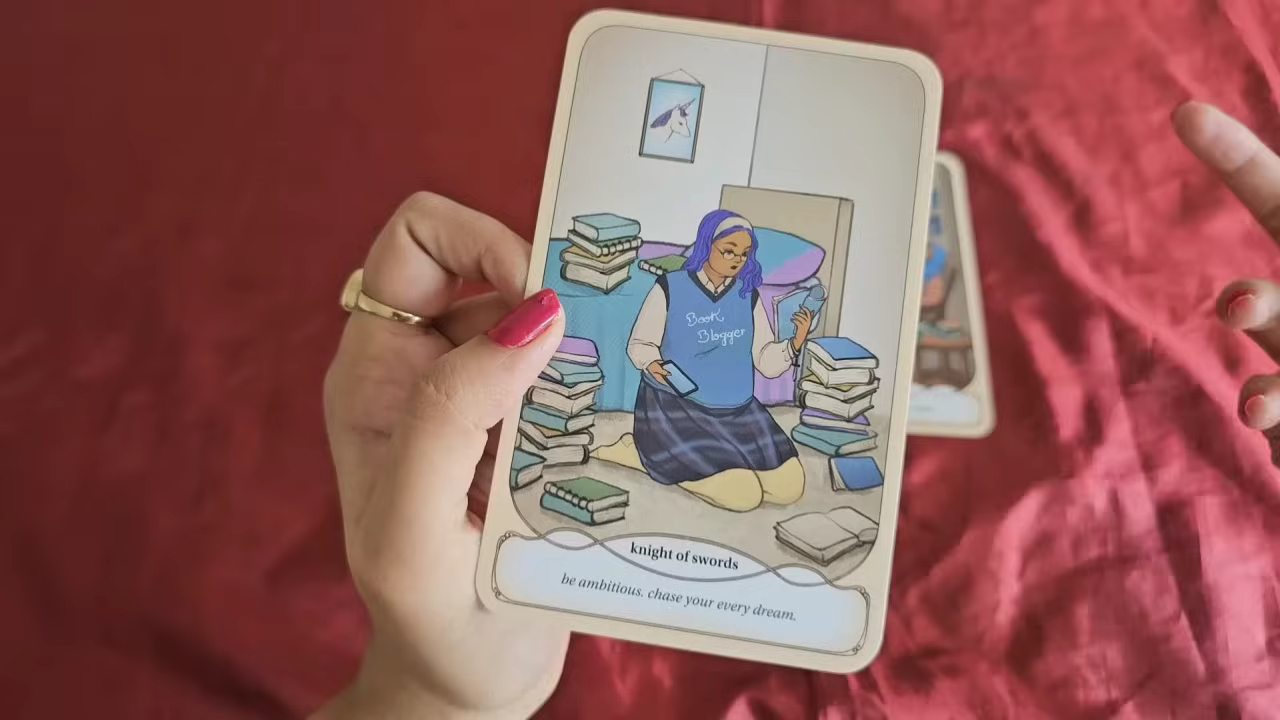 Book
Blogger
knight of swords
be ambitious. chase your every dream.